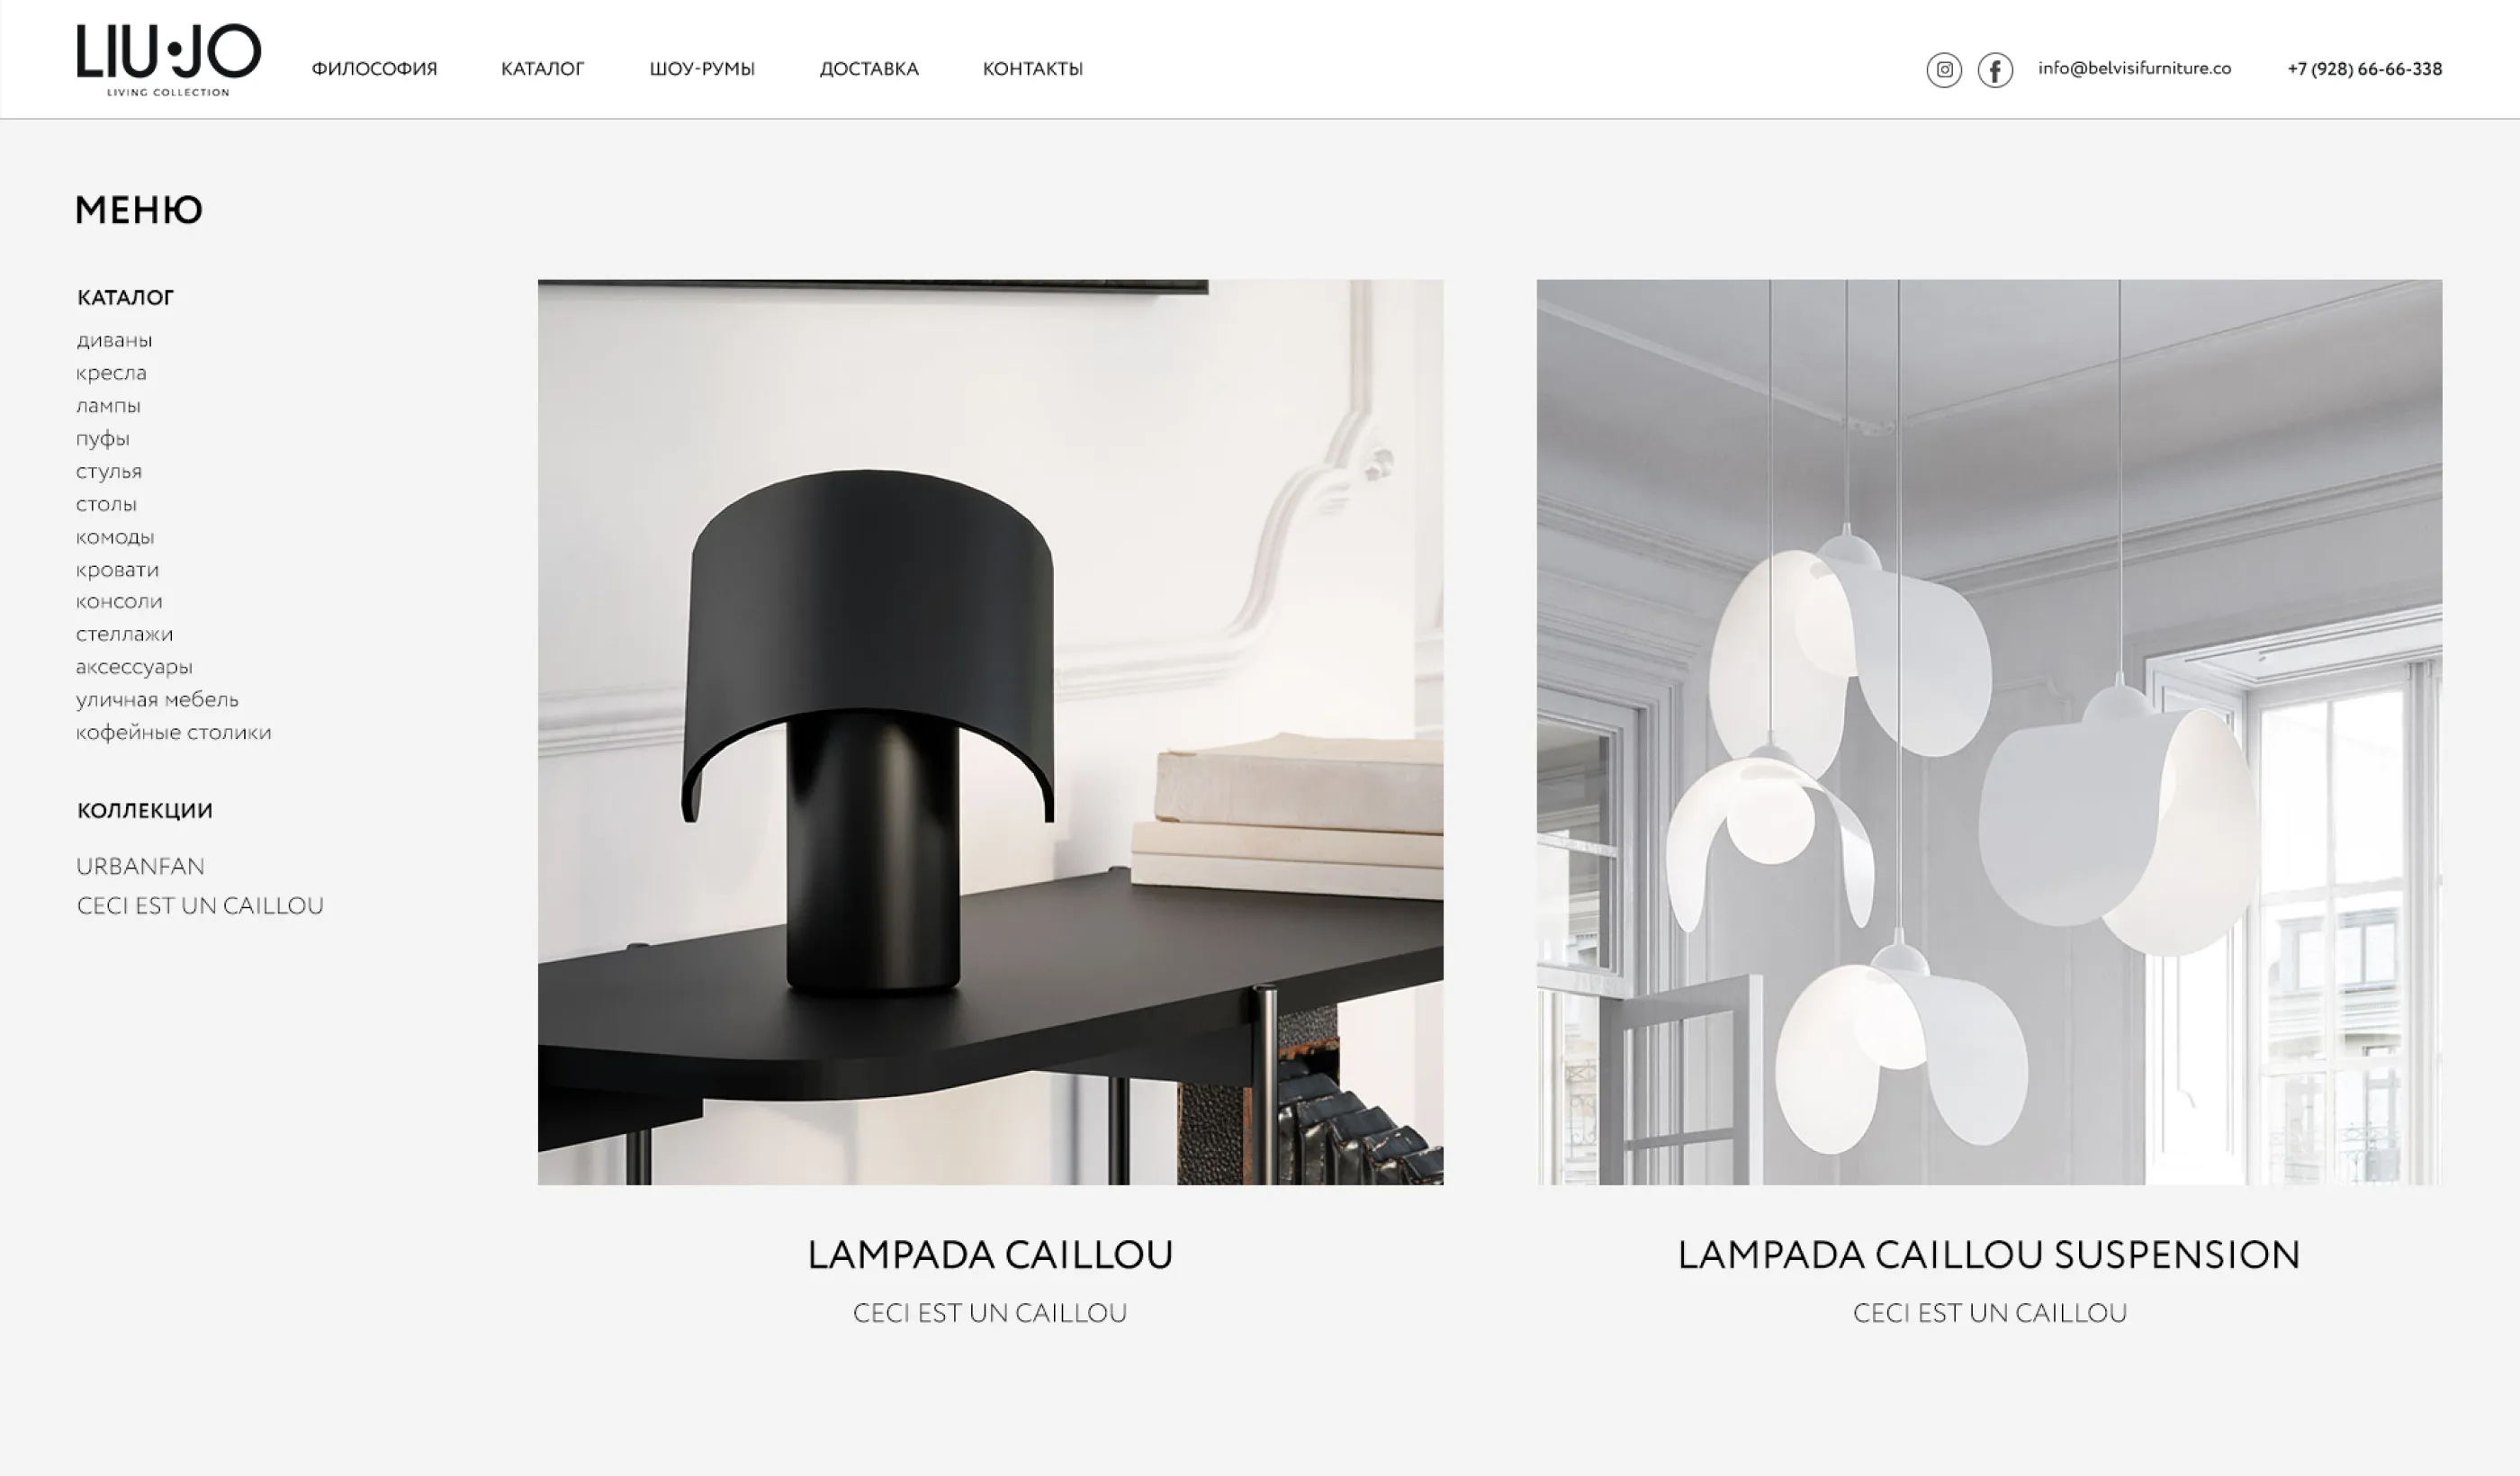 LIU·JO
LIVING COLLECTION
ФИЛОСОФИЯ
КАТАЛОГ
ШОУ-РУМЫ
ДОСТАВКА
КОНТАКТЫ
info@belvisifurniture.co
+7 (928) 66-66-338
МЕНЮ
КАТАЛОГ
диваны
кресла
лампы
пуфы
стулья
столы
комоды
кровати
консоли
стеллажи
аксессуары
уличная мебель
кофейные столики
КОЛЛЕКЦИИ
URBANFAN
CECI EST UN CAILLOU
LAMPADA CAILLOU
CECI EST UN CAILLOU
LAMPADA CAILLOU SUSPENSION
CECI EST UN CAILLOU